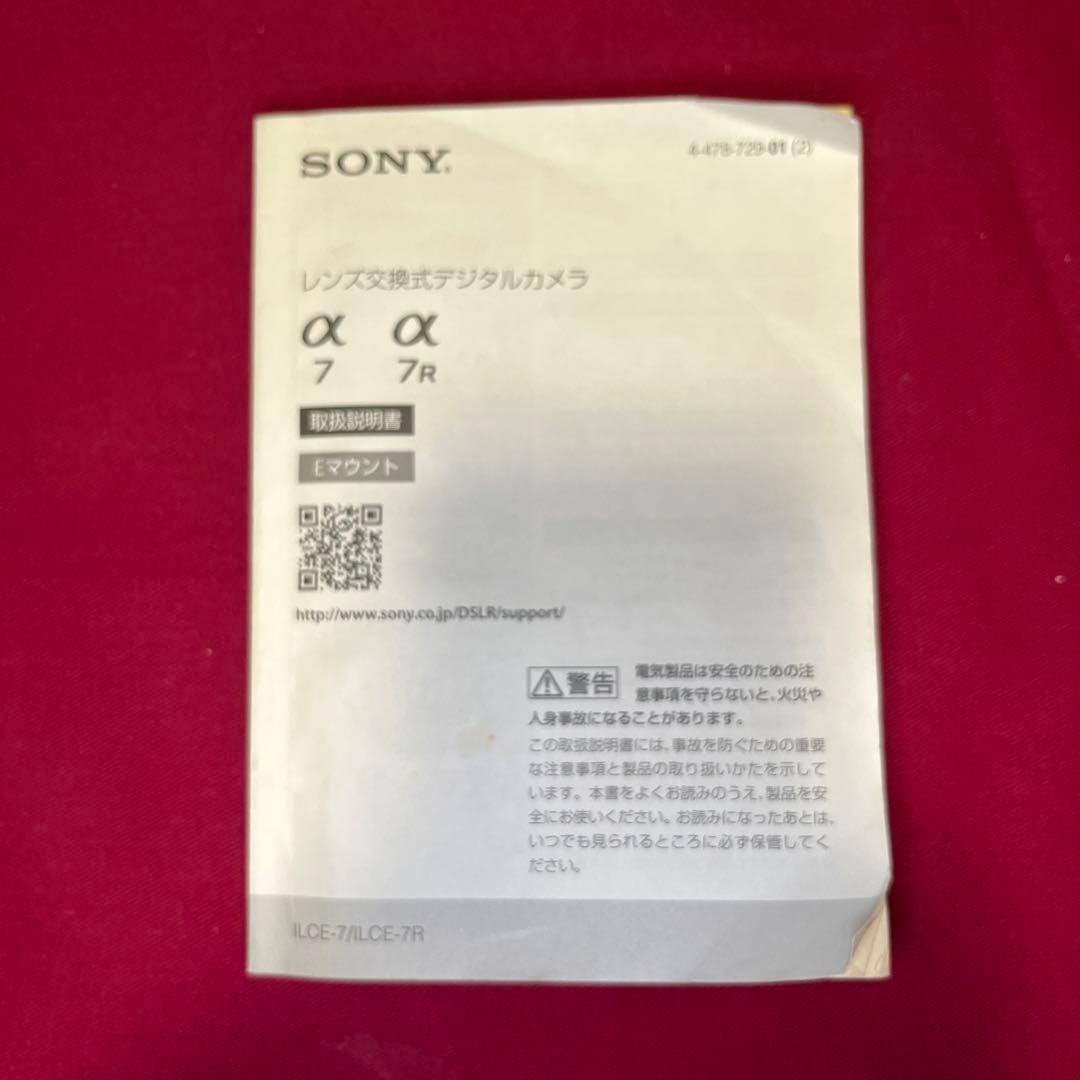 SONY.
4-478-729-01 (2)
レンズ交換式デジタルカメラ
α α
7 7R
取扱説明書
Eマウント
http://www.sony.co.jp/DSLR/support/
警告
電気製品は安全のための注
意事項を守らないと、火災や
人身事故になることがあります。
この取扱説明書には、事故を防ぐための重要
な注意事項と製品の取り扱いかたを示して
います。本書をよくお読みのうえ、製品を安
全にお使いください。お読みになったあとは、
いつでも見られるところに必ず保管してく
ださい。
ILCE-7/ILCE-7R